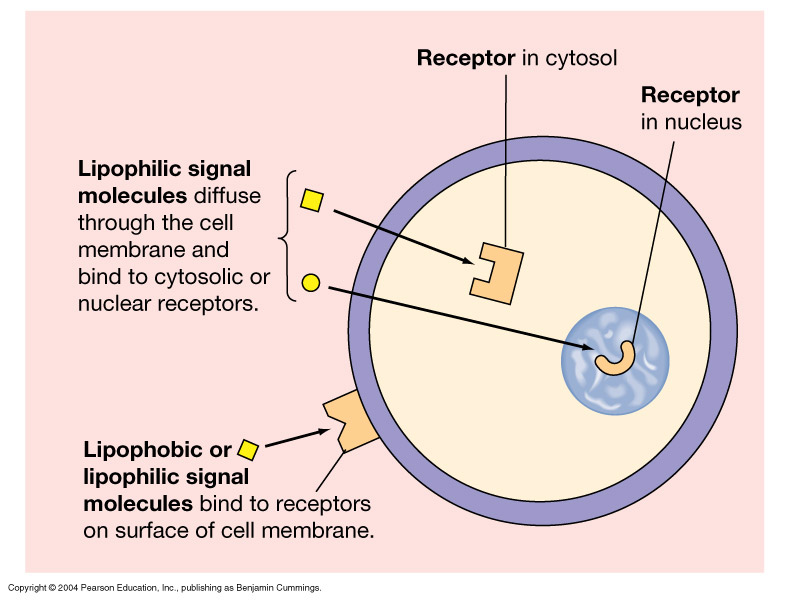 Receptor in cytosol
Receptor
in nucleus
Lipophilic signal
molecules diffuse
through the cell
membrane and
bind to cytosolic or
nuclear receptors.
Lipophobic or
lipophilic signal
molecules bind to receptors
on surface of cell membrane.
Copyright © 2004 Pearson Education, Inc., publishing as Benjamin Cummings.